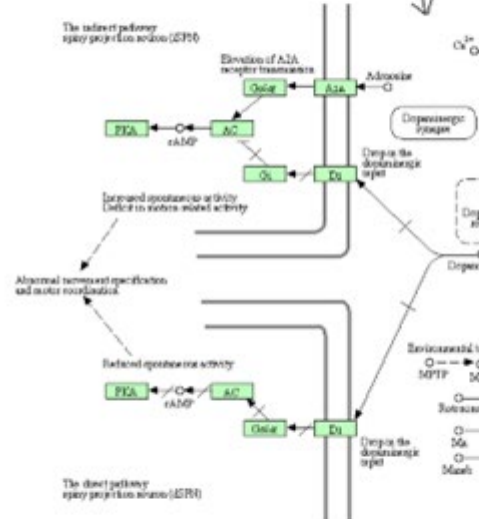 The indirect pathway
spiny projection neuron (iSPN)
Elevation of A2A
receptor transmission
Adenosine
Golf
A2A
Ca2+
PKA
cAMP
AC
Dopaminergic
synapse
Gi
D2
Drop in the
dopaminergic
input
Increased spontaneous activity
Deficit in motion related activity
Abnormal movement specification
and motor coordination
Reduced spontaneous activity
PKA
cAMP
AC
D1
Drop in the
dopaminergic
input
Environmental
MPTP
The direct pathway
spiny projection neuron (dSPN)